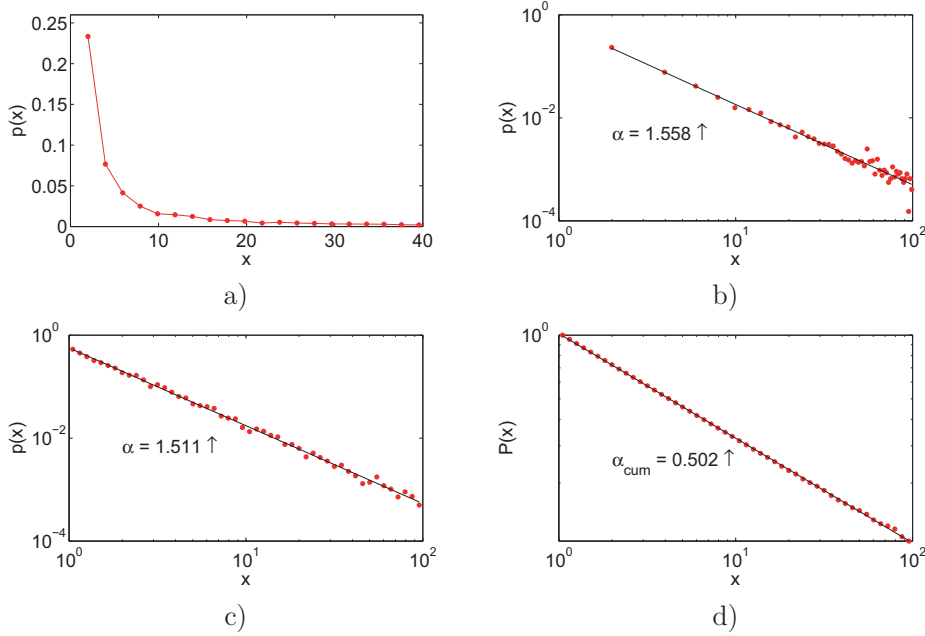 0.25
0.2
0.15
0.1
0.05
0
p(x)
0 10 20 30 40
x
a)
10^0
10^-2
10^-4
p(x)
α = 1.558 ↑
10^0 10^1 10^2
x
b)
10^0
10^-2
10^-4
p(x)
α = 1.511 ↑
10^0 10^1 10^2
x
c)
10^0
P(x)
α_cum = 0.502 ↑
10^0 10^1 10^2
x
d)